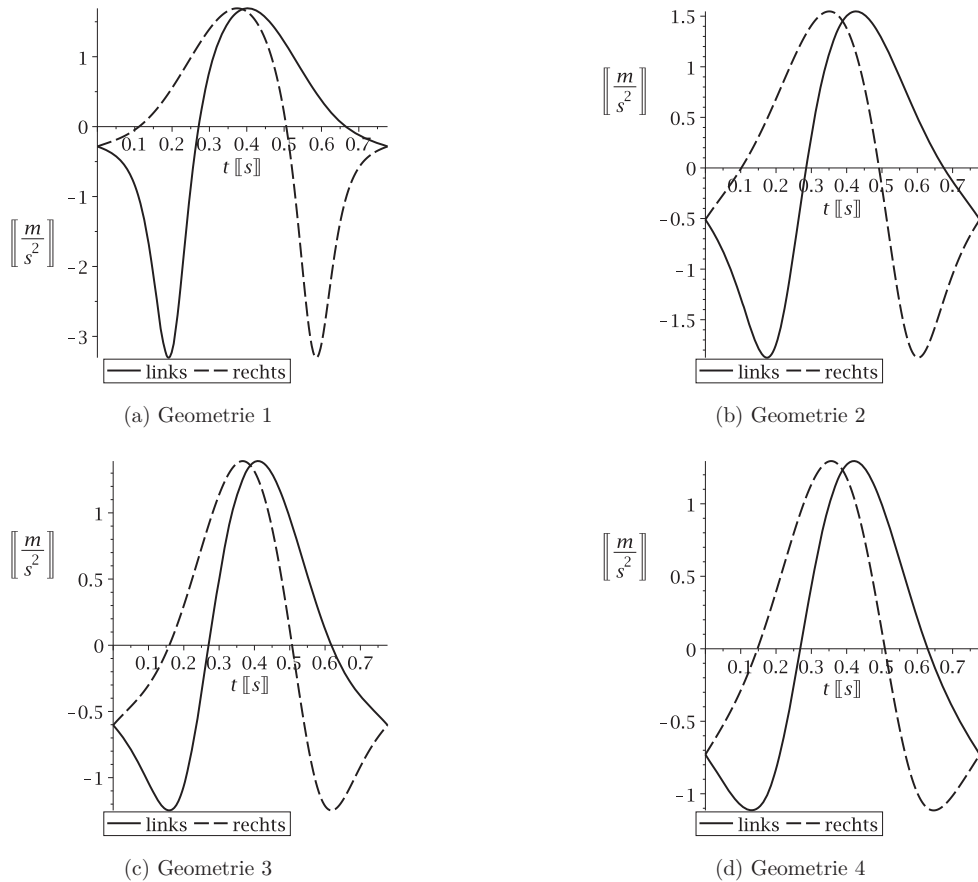 1
0
-1
-2
-3
0.1 0.2 0.3 0.4 0.5 0.6 0.7
t ⟦s⟧
⟦m/s²⟧
links rechts
(a) Geometrie 1
1.5
1
0.5
0
-0.5
-1
-1.5
0.1 0.2 0.3 0.4 0.5 0.6 0.7
t ⟦s⟧
⟦m/s²⟧
links rechts
(b) Geometrie 2
1
0.5
0
-0.5
-1
0.1 0.2 0.3 0.4 0.5 0.6 0.7
t ⟦s⟧
⟦m/s²⟧
links rechts
(c) Geometrie 3
1
0.5
0
-0.5
-1
0.1 0.2 0.3 0.4 0.5 0.6 0.7
t ⟦s⟧
⟦m/s²⟧
links rechts
(d) Geometrie 4